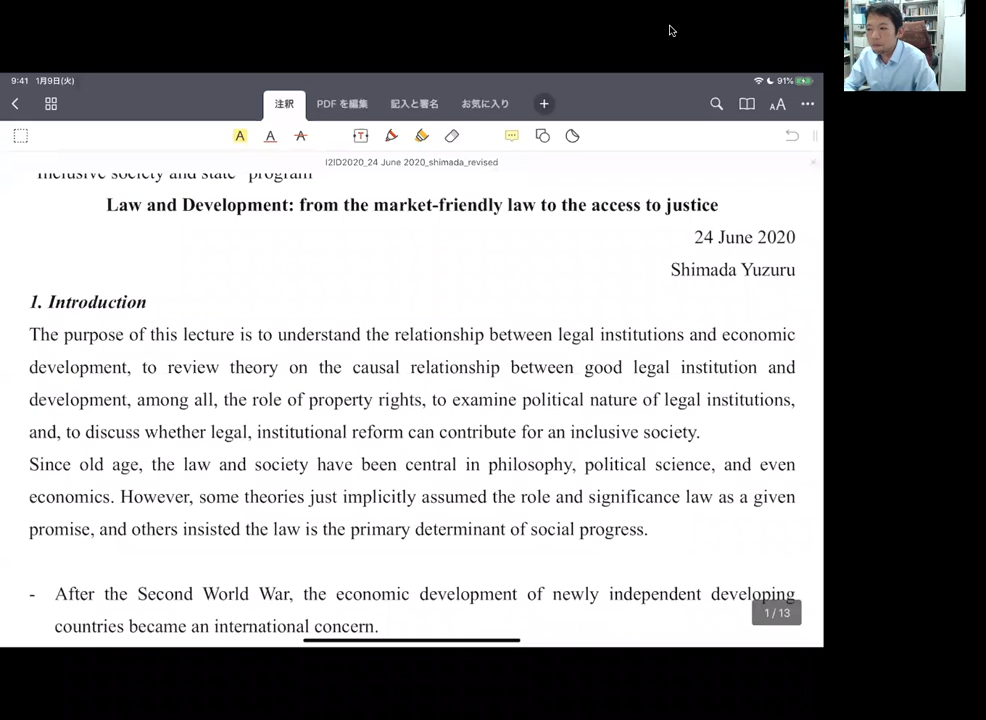 9:41 1月9日(火)
91%
注釈 PDF を編集 記入と署名 お気に入り
I2ID2020_24 June 2020_shimada_revised
Inclusive society and state" program
Law and Development: from the market-friendly law to the access to justice
24 June 2020
Shimada Yuzuru
1. Introduction
The purpose of this lecture is to understand the relationship between legal institutions and economic
development, to review theory on the causal relationship between good legal institution and
development, among all, the role of property rights, to examine political nature of legal institutions,
and, to discuss whether legal, institutional reform can contribute for an inclusive society.
Since old age, the law and society have been central in philosophy, political science, and even
economics. However, some theories just implicitly assumed the role and significance law as a given
promise, and others insisted the law is the primary determinant of social progress.
- After the Second World War, the economic development of newly independent developing
countries became an international concern.
1 / 13